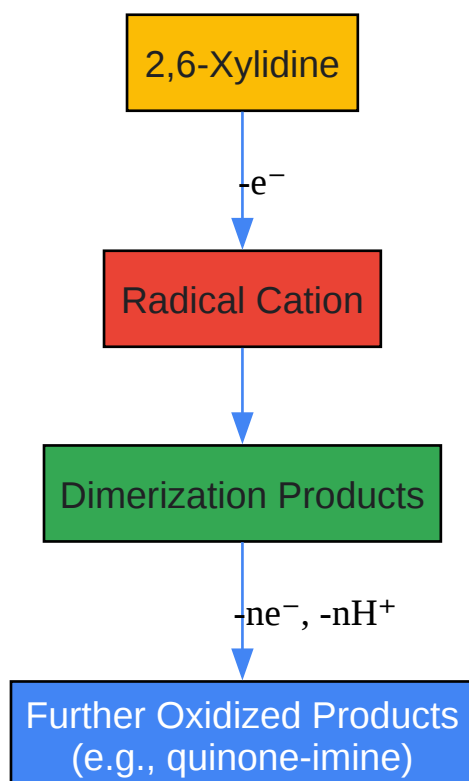 2,6-Xylidine
-e⁻
Radical Cation
Dimerization Products
-ne⁻, -nH⁺
Further Oxidized Products
(e.g., quinone-imine)